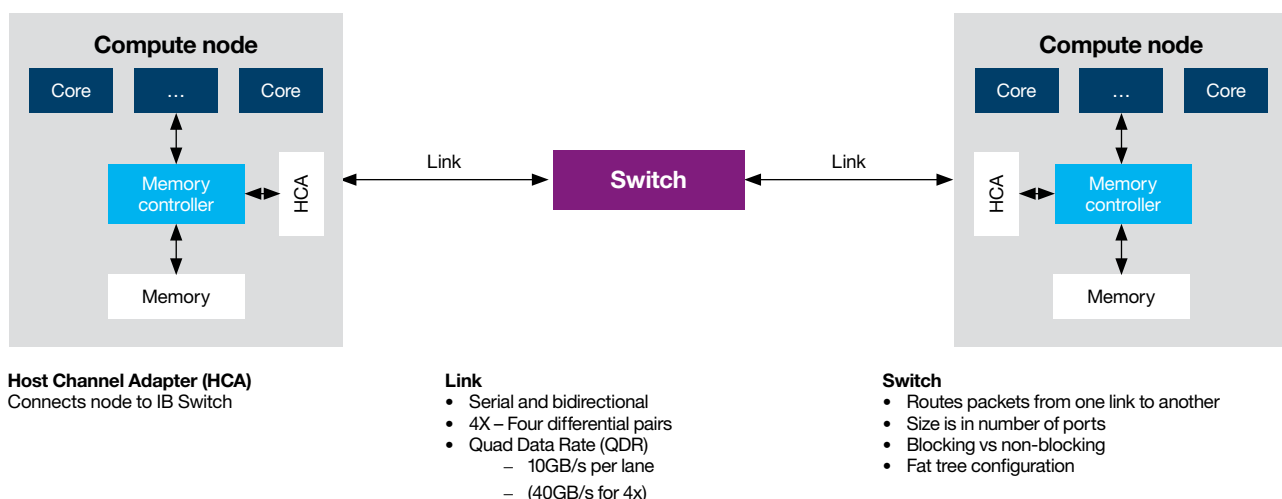 Compute node
Core
…
Core
Memory
controller
HCA
Memory
Link
Switch
Link
Compute node
Core
…
Core
HCA
Memory
controller
Memory
Host Channel Adapter (HCA)
Connects node to IB Switch
Link
• Serial and bidirectional
• 4X – Four differential pairs
• Quad Data Rate (QDR)
– 10GB/s per lane
– (40GB/s for 4x)
Switch
• Routes packets from one link to another
• Size is in number of ports
• Blocking vs non-blocking
• Fat tree configuration